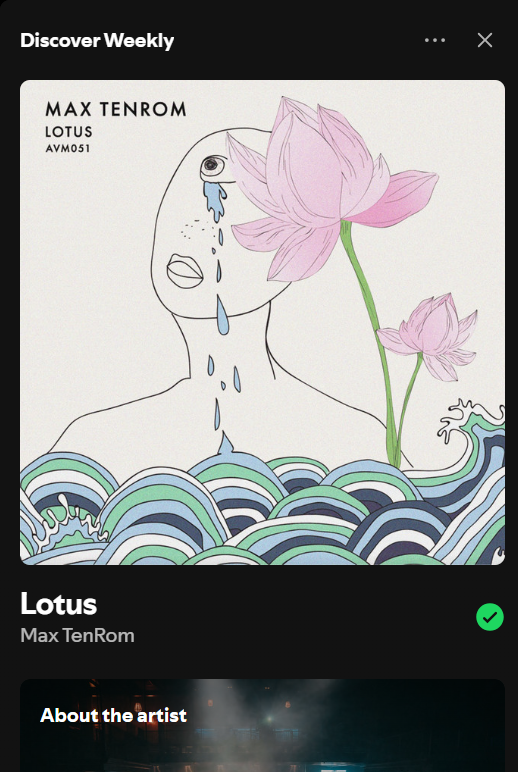 Discover Weekly
MAX TENROM
LOTUS
AVM051
Lotus
Max TenRom
About the artist